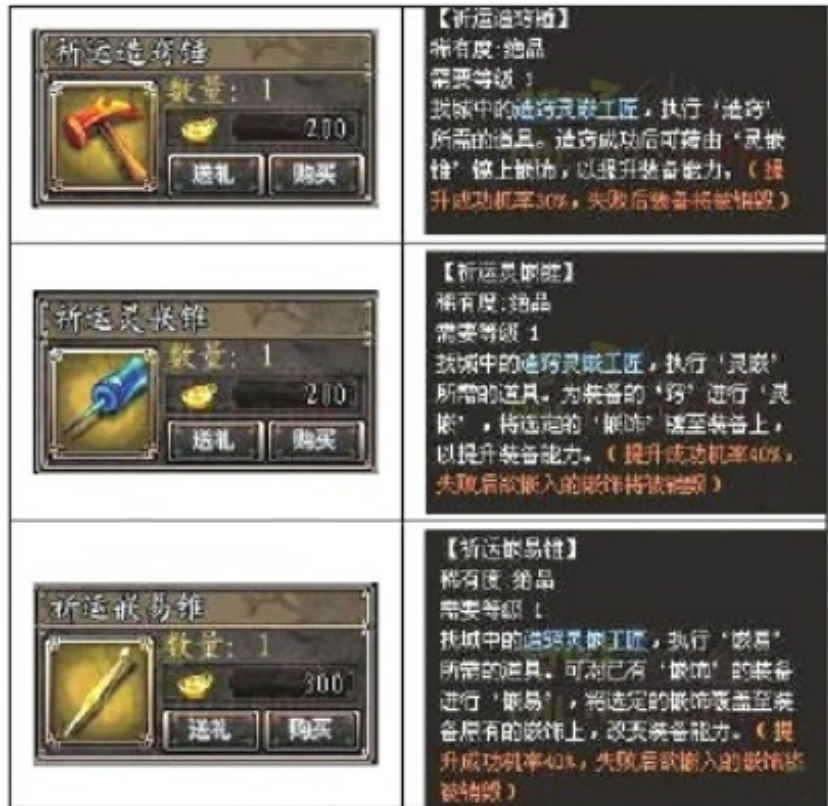 祈运造窍锤
数量: 1
200
送礼 购买
【祈运造窍锤】
稀有度:绝品
需要等级 1
找城中的造窍灵嵌工匠，执行‘造窍’
所需的道具。造窍成功后可藉由‘灵嵌
锥’镶上嵌饰，以提升装备能力。（提
升成功机率30%，失败后装备将被销毁）
祈运灵嵌锥
数量: 1
200
送礼 购买
【祈运灵嵌锥】
稀有度:绝品
需要等级 1
找城中的造窍灵嵌工匠，执行‘灵嵌’
所需的道具。为装备的‘窍’进行‘灵
嵌’，将选定的‘嵌饰’镶至装备上，
以提升装备能力。（提升成功机率40%，
失败后欲嵌入的嵌饰将被销毁）
祈运嵌易锥
数量: 1
300
送礼 购买
【祈运嵌易锥】
稀有度:绝品
需要等级 1
找城中的造窍灵嵌工匠，执行‘嵌易’
所需的道具。可对已有‘嵌饰’的装备
进行‘嵌易’，将选定的嵌饰覆盖至装
备原有的嵌饰上，改变装备能力。（提
升成功机率40%，失败后欲嵌入的嵌饰将
被销毁）